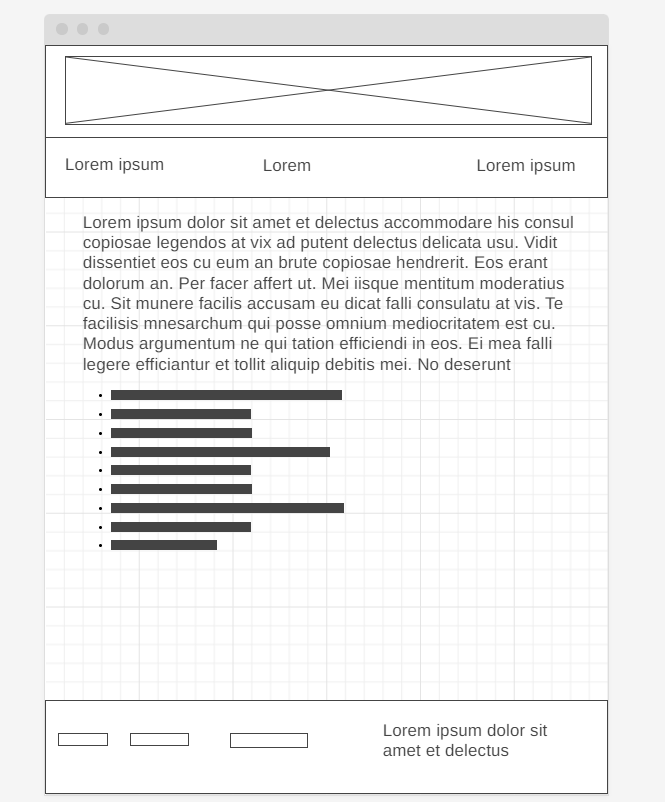 Lorem ipsum
Lorem
Lorem ipsum
Lorem ipsum dolor sit amet et delectus accommodare his consul
copiosae legendos at vix ad putent delectus delicata usu. Vidit
dissentiet eos cu eum an brute copiosae hendrerit. Eos erant
dolorum an. Per facer affert ut. Mei iisque mentitum moderatius
cu. Sit munere facilis accusam eu dicat falli consulatu at vis. Te
facilisis mnesarchum qui posse omnium mediocritatem est cu.
Modus argumentum ne qui tation efficiendi in eos. Ei mea falli
legere efficiantur et tollit aliquip debitis mei. No deserunt
Lorem ipsum dolor sit
amet et delectus